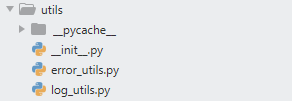 utils
__pycache__
__init__.py
error_utils.py
log_utils.py